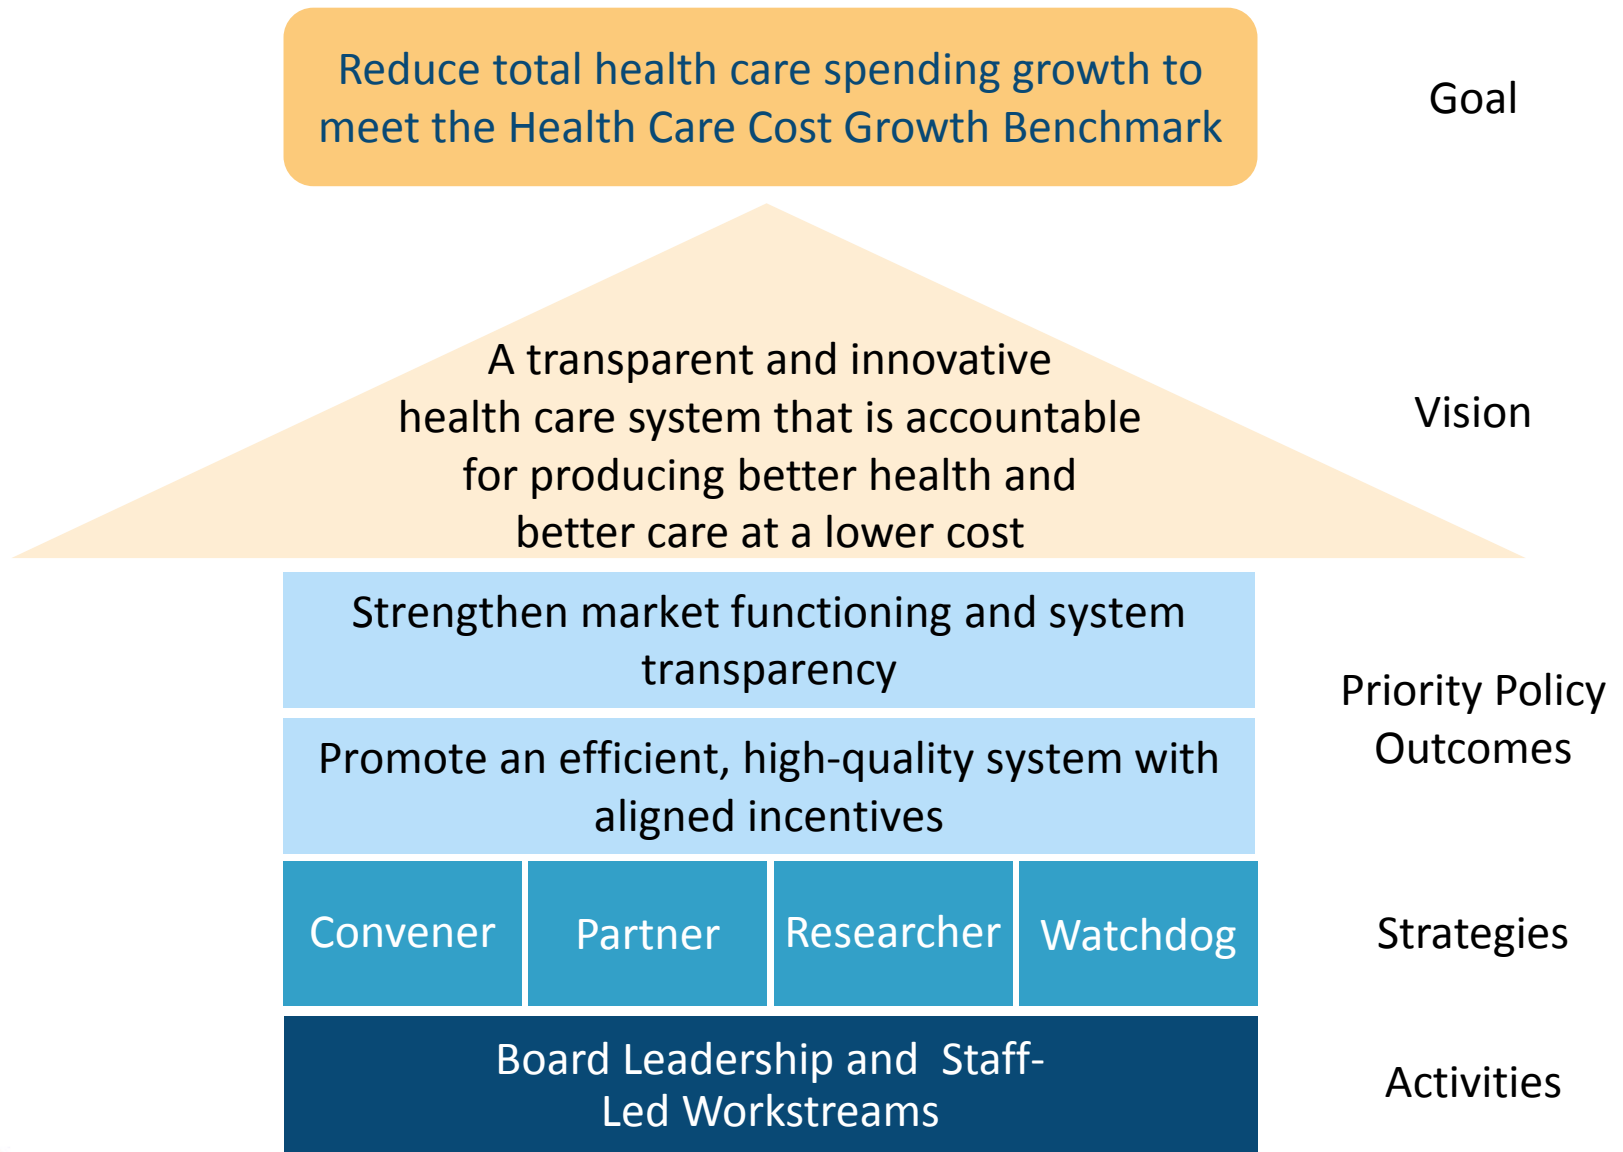 Reduce total health care spending growth to
meet the Health Care Cost Growth Benchmark
Goal
A transparent and innovative
health care system that is accountable
for producing better health and
better care at a lower cost
Vision
Strengthen market functioning and system
transparency
Promote an efficient, high-quality system with
aligned incentives
Priority Policy
Outcomes
Convener
Partner
Researcher
Watchdog
Strategies
Board Leadership and  Staff-
Led Workstreams
Activities